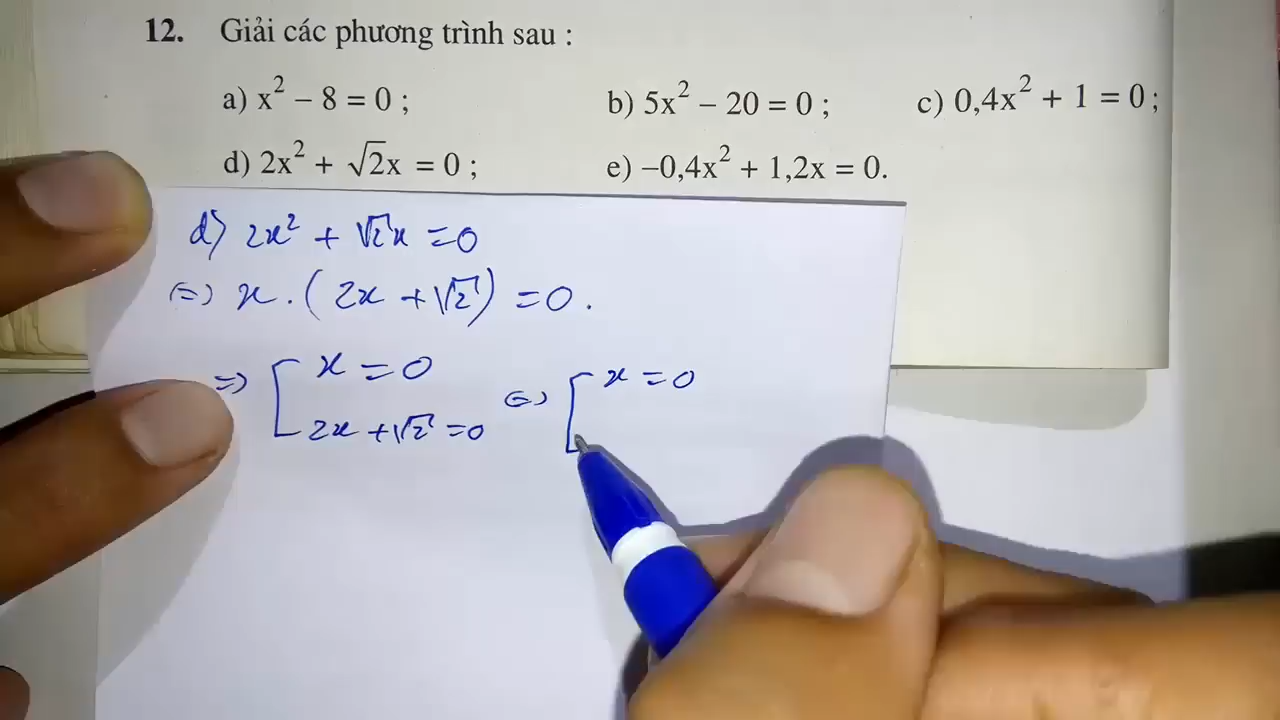 12. Giải các phương trình sau :
a) x² – 8 = 0 ; b) 5x² – 20 = 0 ; c) 0,4x² + 1 = 0 ;
d) 2x² + √2x = 0 ; e) –0,4x² + 1,2x = 0.
d) 2x² + √2x = 0
(=) x . (2x + √2) = 0.
=) [ x = 0 (=) [ x = 0
2x + √2 = 0